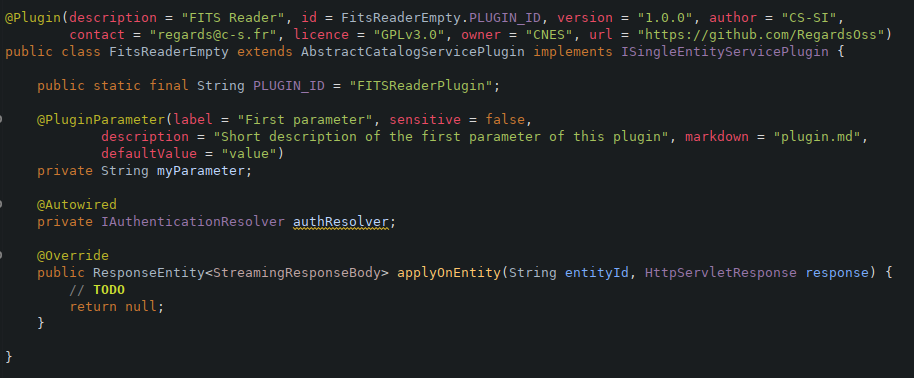 @Plugin(description = "FITS Reader", id = FitsReaderEmpty.PLUGIN_ID, version = "1.0.0", author = "CS-SI",
        contact = "regards@c-s.fr", licence = "GPLv3.0", owner = "CNES", url = "https://github.com/RegardsOss")
public class FitsReaderEmpty extends AbstractCatalogServicePlugin implements ISingleEntityServicePlugin {

    public static final String PLUGIN_ID = "FITSReaderPlugin";

    @PluginParameter(label = "First parameter", sensitive = false,
            description = "Short description of the first parameter of this plugin", markdown = "plugin.md",
            defaultValue = "value")
    private String myParameter;

    @Autowired
    private IAuthenticationResolver authResolver;

    @Override
    public ResponseEntity<StreamingResponseBody> applyOnEntity(String entityId, HttpServletResponse response) {
        // TODO
        return null;
    }

}